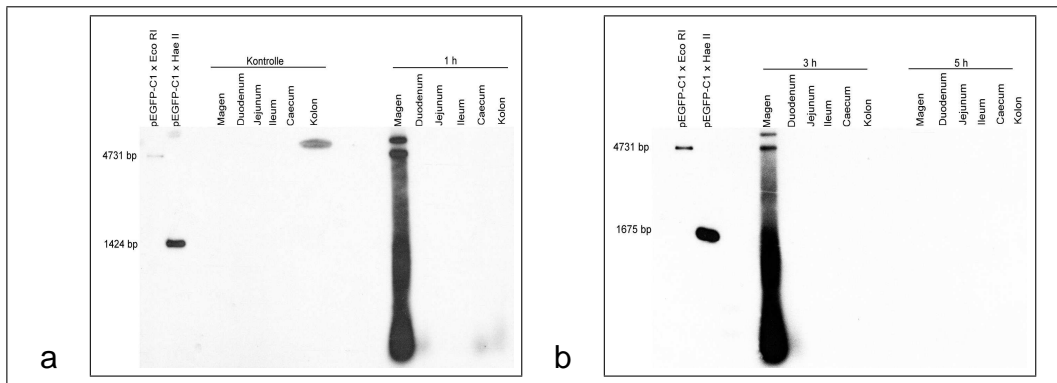 pEGFP-C1 x Eco RI
pEGFP-C1 x Hae II
Kontrolle
Magen
Duodenum
Jejunum
Ileum
Caecum
Kolon
1 h
Magen
Duodenum
Jejunum
Ileum
Caecum
Kolon
4731 bp
1424 bp
a
pEGFP-C1 x Eco RI
pEGFP-C1 x Hae II
3 h
Magen
Duodenum
Jejunum
Ileum
Caecum
Kolon
5 h
Magen
Duodenum
Jejunum
Ileum
Caecum
Kolon
4731 bp
1675 bp
b